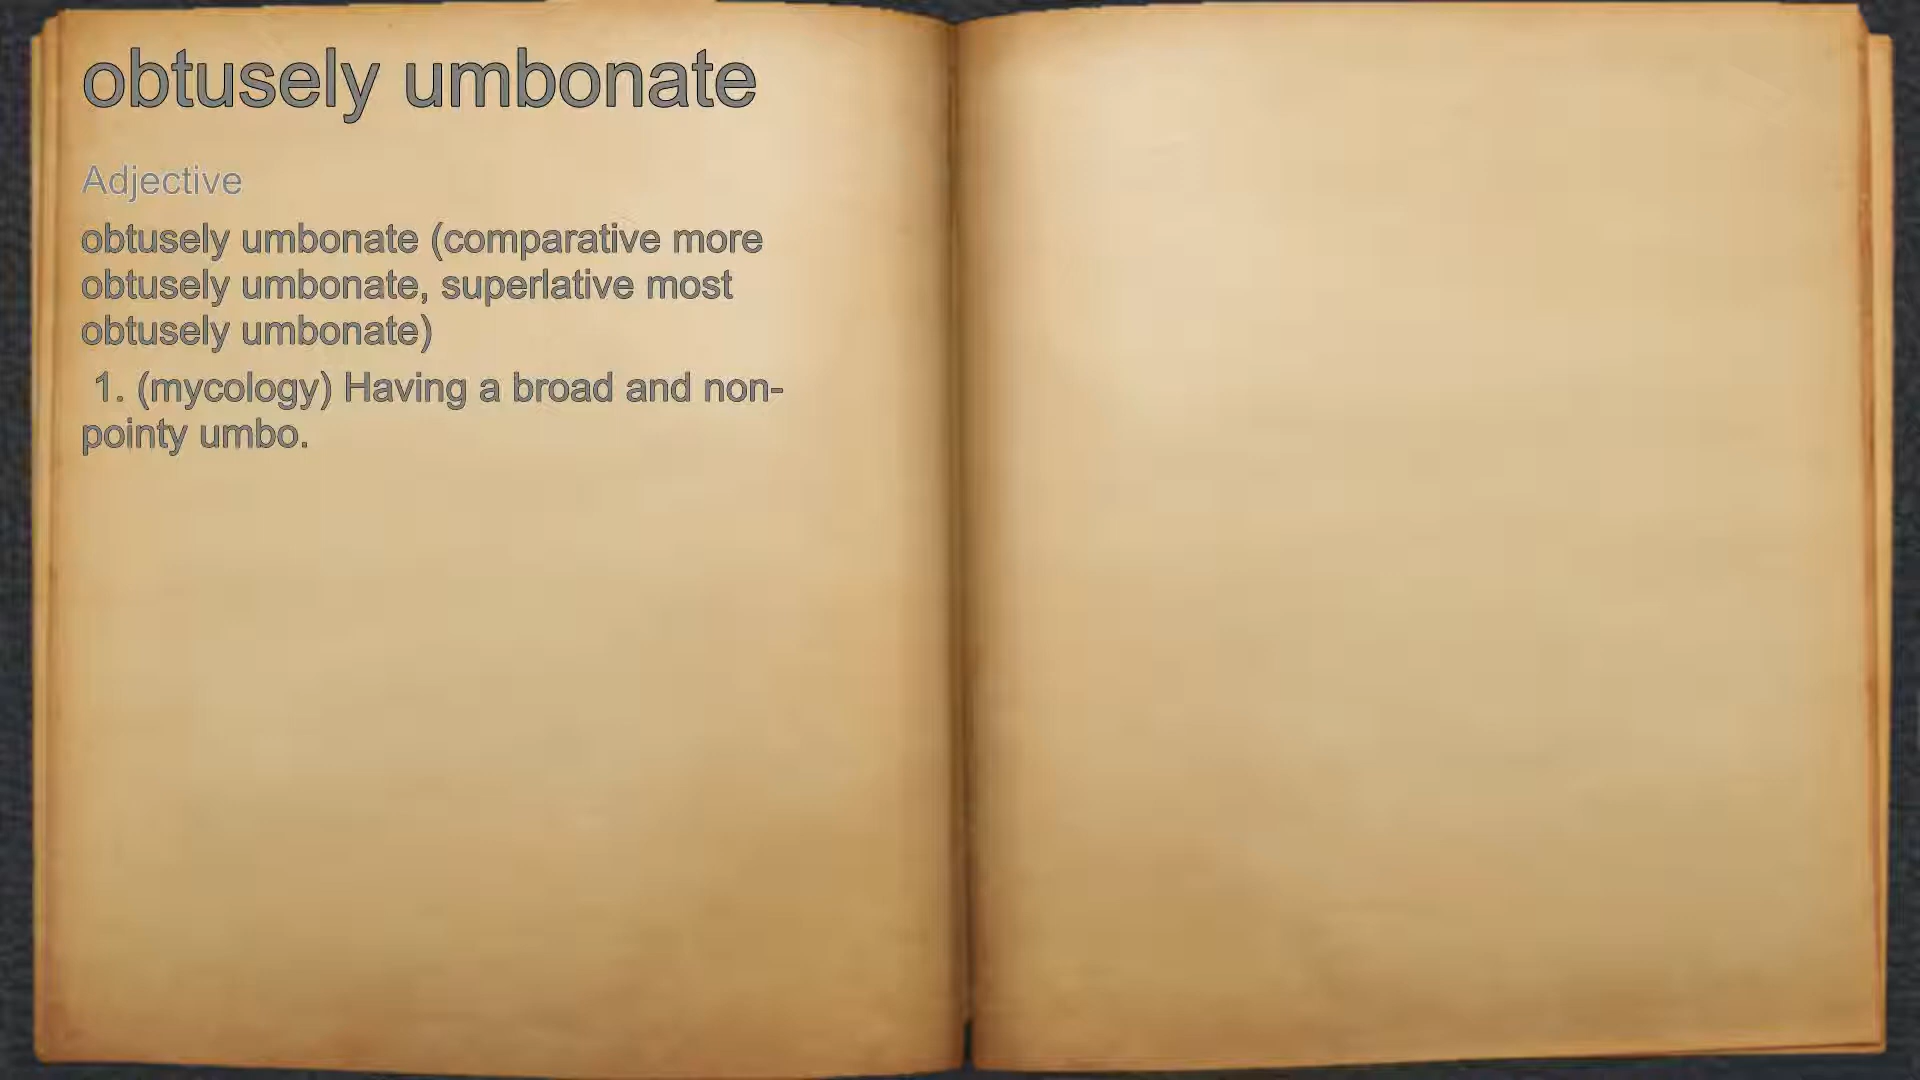 obtusely umbonate
Adjective
obtusely umbonate (comparative more
obtusely umbonate, superlative most
obtusely umbonate)
1. (mycology) Having a broad and non-
pointy umbo.